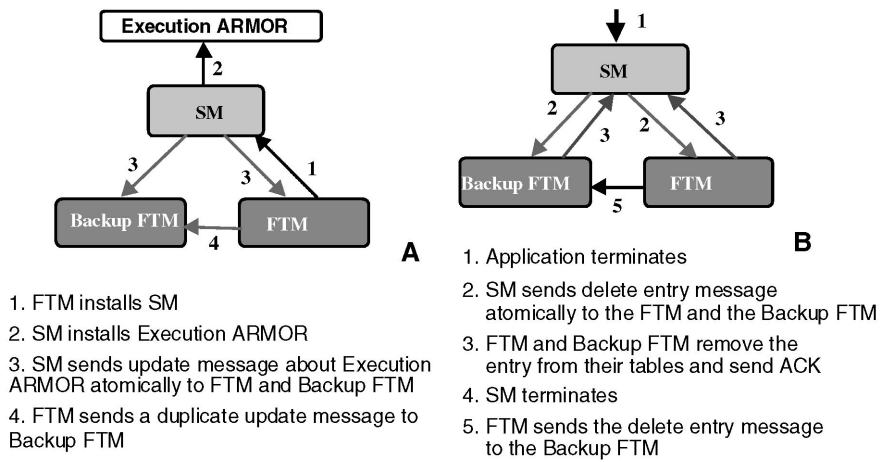 Execution ARMOR
2
SM
3
3
1
Backup FTM
FTM
4
A
1. FTM installs SM
2. SM installs Execution ARMOR
3. SM sends update message about Execution
ARMOR atomically to FTM and Backup FTM
4. FTM sends a duplicate update message to
Backup FTM
1
SM
2
3
2
3
Backup FTM
FTM
5
B
1. Application terminates
2. SM sends delete entry message
atomically to the FTM and the Backup FTM
3. FTM and Backup FTM remove the
entry from their tables and send ACK
4. SM terminates
5. FTM sends the delete entry message
to the Backup FTM